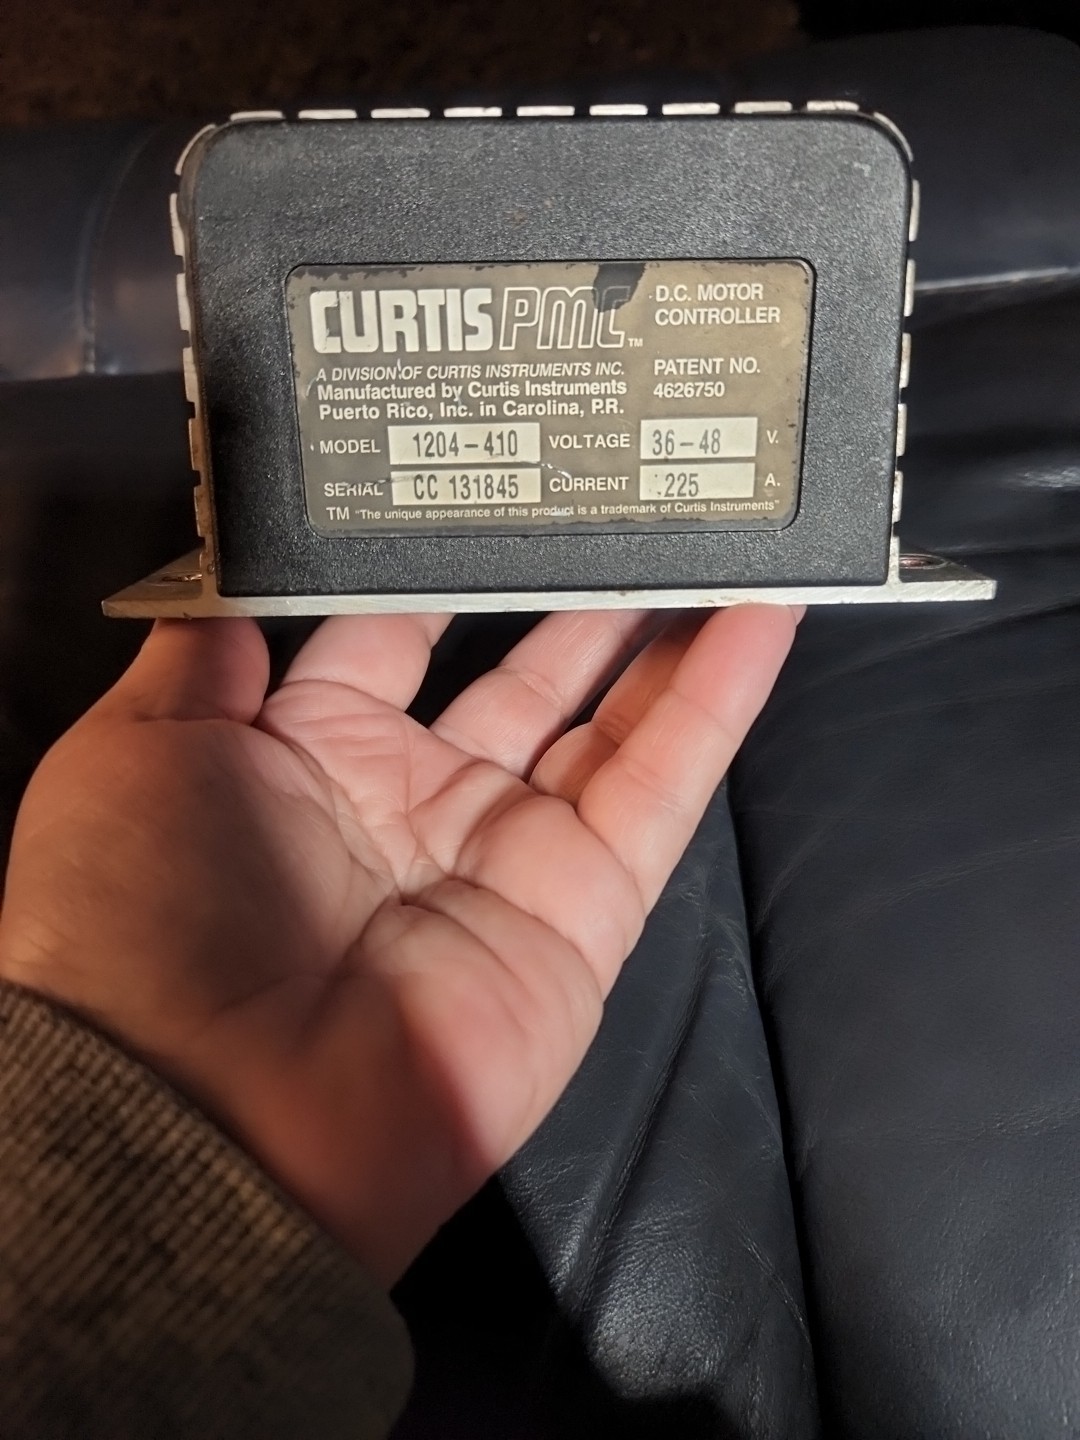 CURTIS PMC™
D.C. MOTOR
CONTROLLER
A DIVISION OF CURTIS INSTRUMENTS INC.
Manufactured by Curtis Instruments
Puerto Rico, Inc. in Carolina, P.R.
PATENT NO.
4626750
MODEL 1204-410 VOLTAGE 36-48 V.
SERIAL CC 131845 CURRENT 225 A.
TM "The unique appearance of this product is a trademark of Curtis Instruments"